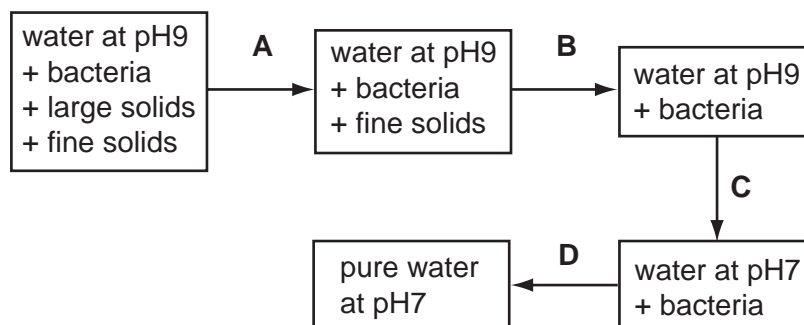 water at pH9
+ bacteria
+ large solids
+ fine solids
A
water at pH9
+ bacteria
+ fine solids
B
water at pH9
+ bacteria
C
water at pH7
+ bacteria
D
pure water
at pH7